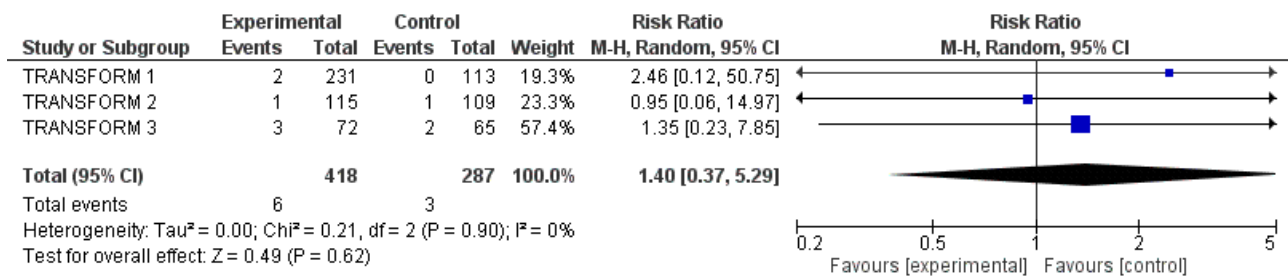 Experimental Control Risk Ratio Risk Ratio
Study or Subgroup Events Total Events Total Weight M-H, Random, 95% CI M-H, Random, 95% CI
TRANSFORM 1 2 231 0 113 19.3% 2.46 [0.12, 50.75]
TRANSFORM 2 1 115 1 109 23.3% 0.95 [0.06, 14.97]
TRANSFORM 3 3 72 2 65 57.4% 1.35 [0.23, 7.85]
Total (95% CI) 418 287 100.0% 1.40 [0.37, 5.29]
Total events 6 3
Heterogeneity: Tau² = 0.00; Chi² = 0.21, df = 2 (P = 0.90); I² = 0%
Test for overall effect: Z = 0.49 (P = 0.62)
0.2 0.5 1 2 5
Favours [experimental] Favours [control]